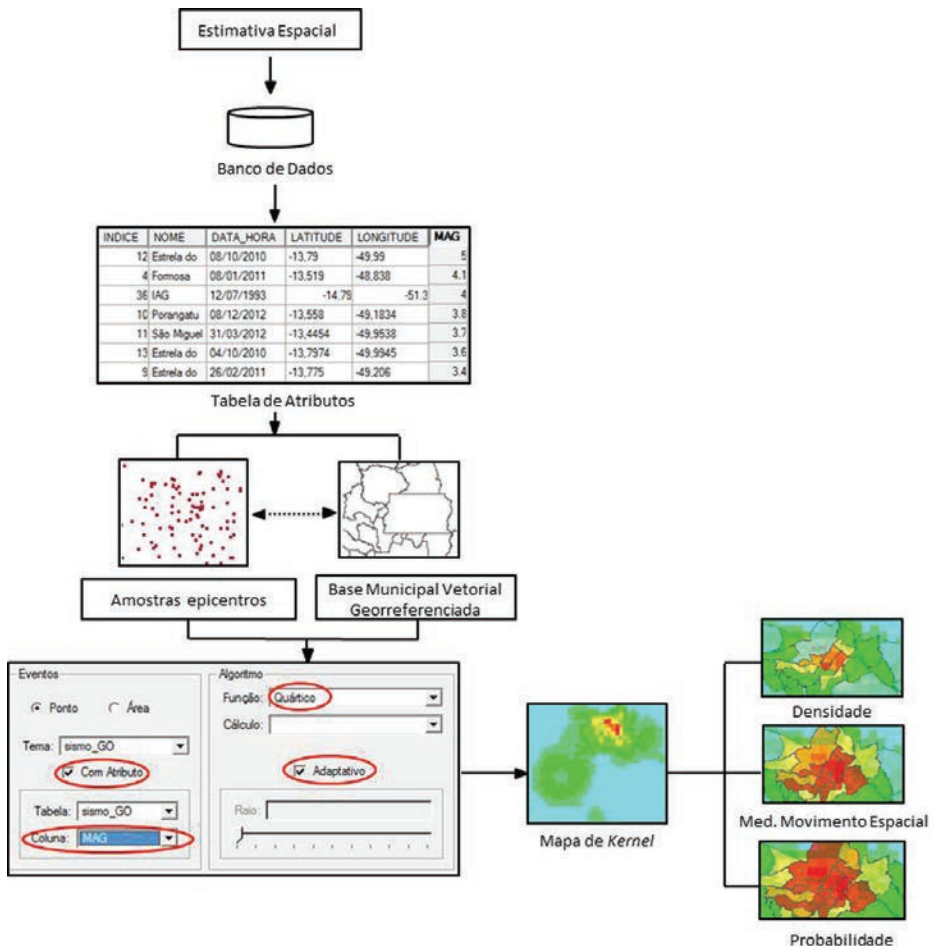 Estimativa Espacial
Banco de Dados
INDICE NOME DATA_HORA LATITUDE LONGITUDE MAG
12 Estrela do 08/10/2010 -13,79 -49,99 5
4 Formosa 08/01/2011 -13,519 -48,838 4.1
36 IAG 12/07/1993 -14.79 -51.3 4
10 Porangatu 08/12/2012 -13,558 -49,1834 3.8
11 São Miguel 31/03/2012 -13,4454 -49,9538 3.7
13 Estrela do 04/10/2010 -13,7974 -49,9945 3.6
9 Estrela do 26/02/2011 -13,775 -49,206 3.4
Tabela de Atributos
Amostras epicentros
Base Municipal Vetorial
Georreferenciada
Eventos
Ponto Área
Tema: sismo_GO
Com Atributo
Tabela: sismo_GO
Coluna: MAG
Algoritmo
Função: Quártico
Cálculo:
Adaptativo
Raio:
Mapa de Kernel
Densidade
Med. Movimento Espacial
Probabilidade